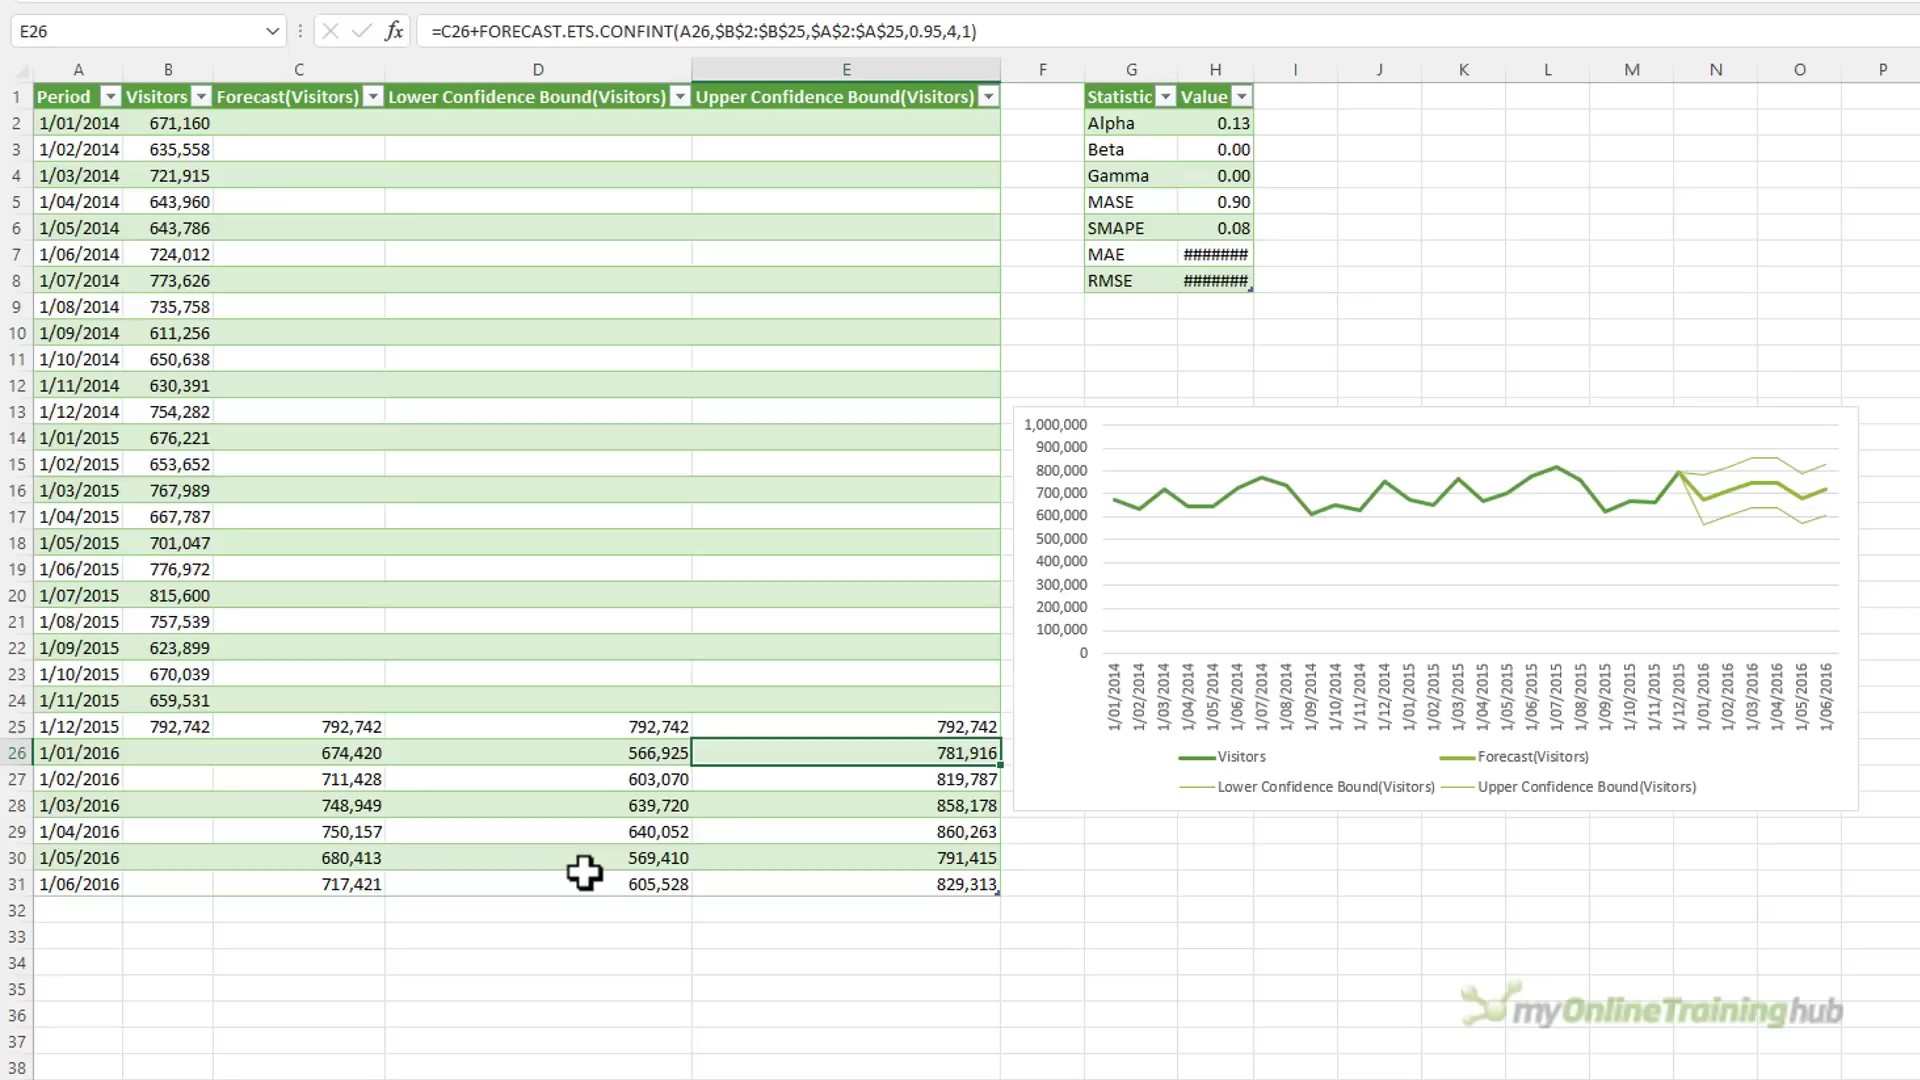 E26 =C26+FORECAST.ETS.CONFINT(A26,$B$2:$B$25,$A$2:$A$25,0.95,4,1)
A B C D E F G H I J K L M N O P
1 Period Visitors Forecast(Visitors) Lower Confidence Bound(Visitors) Upper Confidence Bound(Visitors) Statistic Value
2 1/01/2014 671,160 Alpha 0.13
3 1/02/2014 635,558 Beta 0.00
4 1/03/2014 721,915 Gamma 0.00
5 1/04/2014 643,960 MASE 0.90
6 1/05/2014 643,786 SMAPE 0.08
7 1/06/2014 724,012 MAE #######
8 1/07/2014 773,626 RMSE #######
9 1/08/2014 735,758
10 1/09/2014 611,256
11 1/10/2014 650,638
12 1/11/2014 630,391
13 1/12/2014 754,282
14 1/01/2015 676,221
15 1/02/2015 653,652
16 1/03/2015 767,989
17 1/04/2015 667,787
18 1/05/2015 701,047
19 1/06/2015 776,972
20 1/07/2015 815,600
21 1/08/2015 757,539
22 1/09/2015 623,899
23 1/10/2015 670,039
24 1/11/2015 659,531
25 1/12/2015 792,742 792,742 792,742 792,742
26 1/01/2016 674,420 566,925 781,916
27 1/02/2016 711,428 603,070 819,787
28 1/03/2016 748,949 639,720 858,178
29 1/04/2016 750,157 640,052 860,263
30 1/05/2016 680,413 569,410 791,415
31 1/06/2016 717,421 605,528 829,313
32
33
34
35
36
37
38
1,000,000
900,000
800,000
700,000
600,000
500,000
400,000
300,000
200,000
100,000
0
1/01/2014 1/02/2014 1/03/2014 1/04/2014 1/05/2014 1/06/2014 1/07/2014 1/08/2014 1/09/2014 1/10/2014 1/11/2014 1/12/2014 1/01/2015 1/02/2015 1/03/2015 1/04/2015 1/05/2015 1/06/2015 1/07/2015 1/08/2015 1/09/2015 1/10/2015 1/11/2015 1/12/2015 1/01/2016 1/02/2016 1/03/2016 1/04/2016 1/05/2016 1/06/2016
Visitors Forecast(Visitors)
Lower Confidence Bound(Visitors) Upper Confidence Bound(Visitors)
myOnlineTraininghub